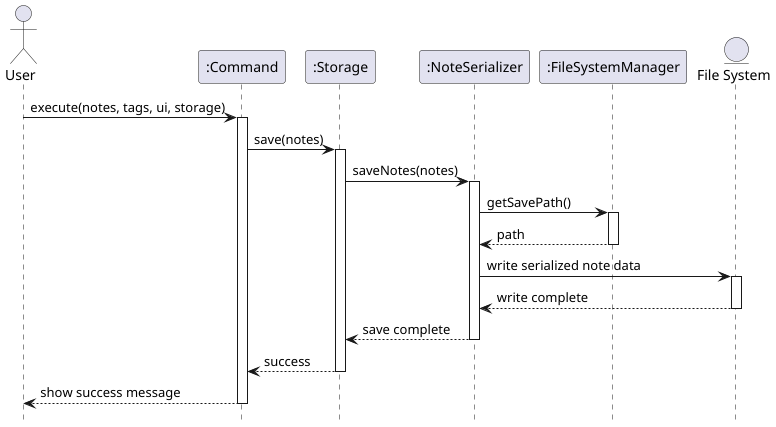 User
:Command
:Storage
:NoteSerializer
:FileSystemManager
File System
execute(notes, tags, ui, storage)
save(notes)
saveNotes(notes)
getSavePath()
path
write serialized note data
write complete
save complete
success
show success message